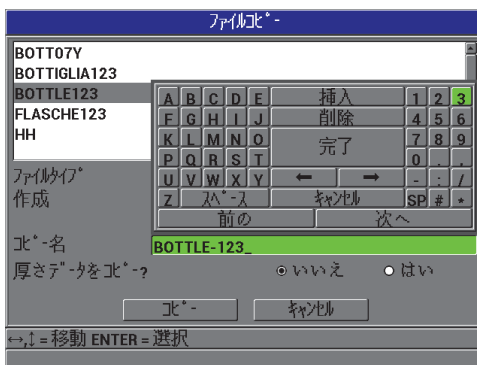 ファイルコピー
BOTT07Y
BOTTIGLIA123
BOTTLE123
FLASCHE123
HH
A B C D E 挿入 1 2 3
F G H I J 削除 4 5 6
K L M N O 完了 7 8 9
P Q R S T 0 . ,
U V W X Y ← → - : /
Z スペース キャンセル SP # *
前の 次へ
ファイルタイプ
作成
コピー名 BOTTLE-123_
厚さデータをコピー? いいえ はい
コピー キャンセル
↔,↕ = 移動 ENTER = 選択